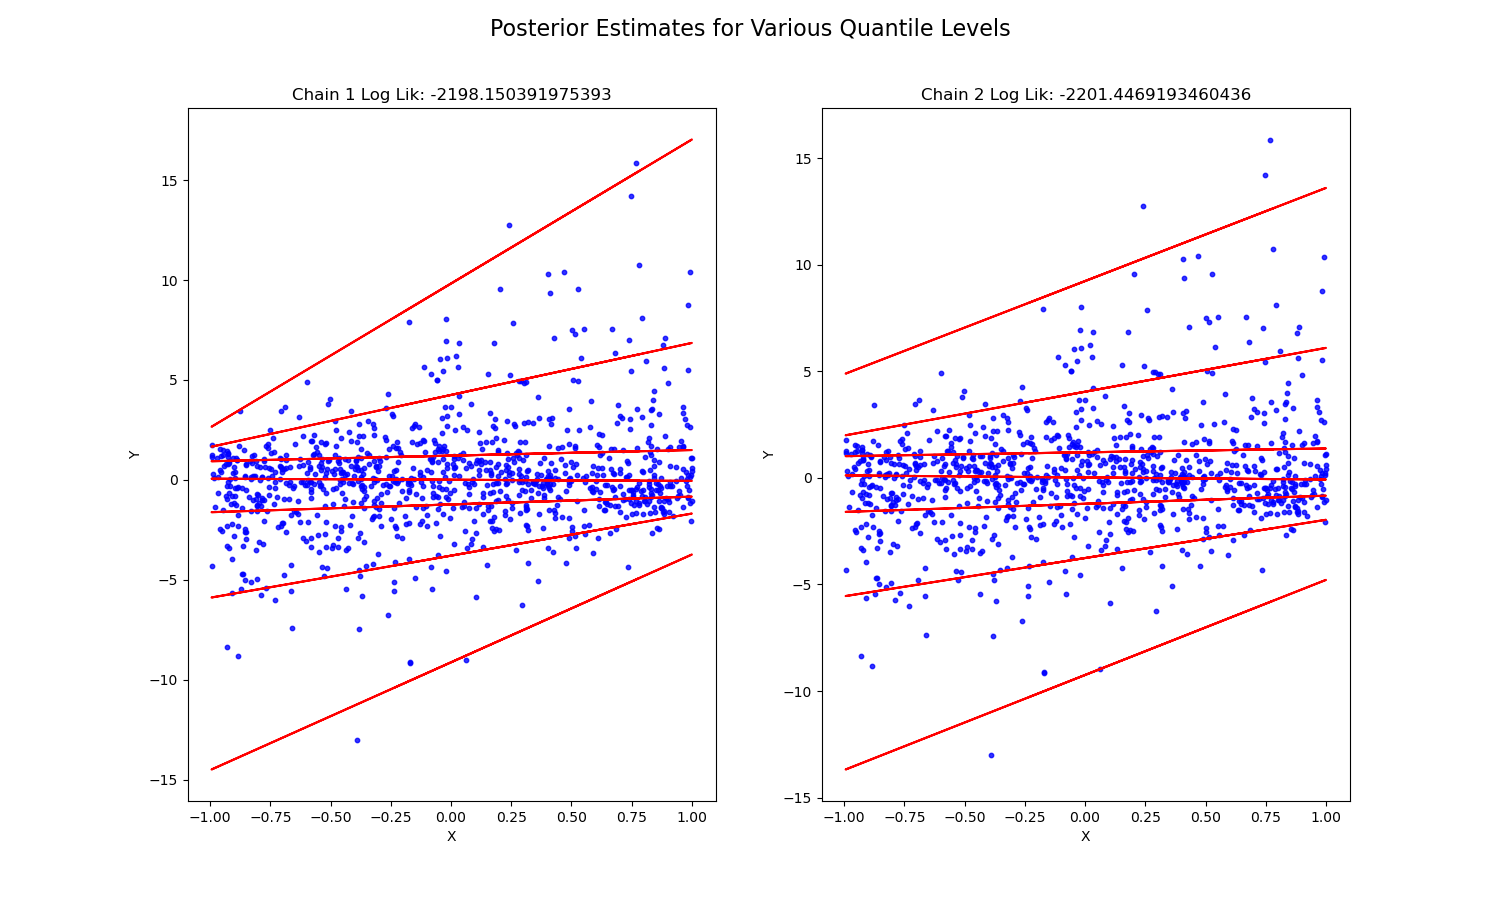 Posterior Estimates for Various Quantile Levels
Chain 1 Log Lik: -2198.150391975393
Chain 2 Log Lik: -2201.4469193460436
15
10
5
0
−5
−10
−15
Y
−1.00 −0.75 −0.50 −0.25 0.00 0.25 0.50 0.75 1.00
X
15
10
5
0
−5
−10
−15
Y
−1.00 −0.75 −0.50 −0.25 0.00 0.25 0.50 0.75 1.00
X